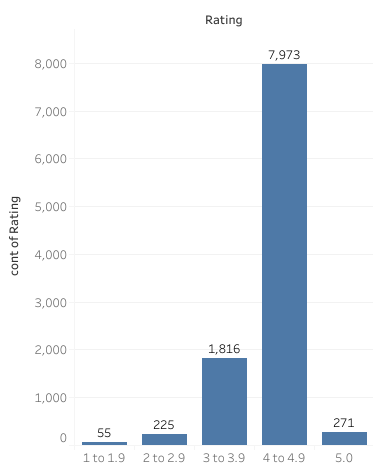 Rating
cont of Rating
8,000
7,000
6,000
5,000
4,000
3,000
2,000
1,000
0
55
225
1,816
7,973
271
1 to 1.9
2 to 2.9
3 to 3.9
4 to 4.9
5.0